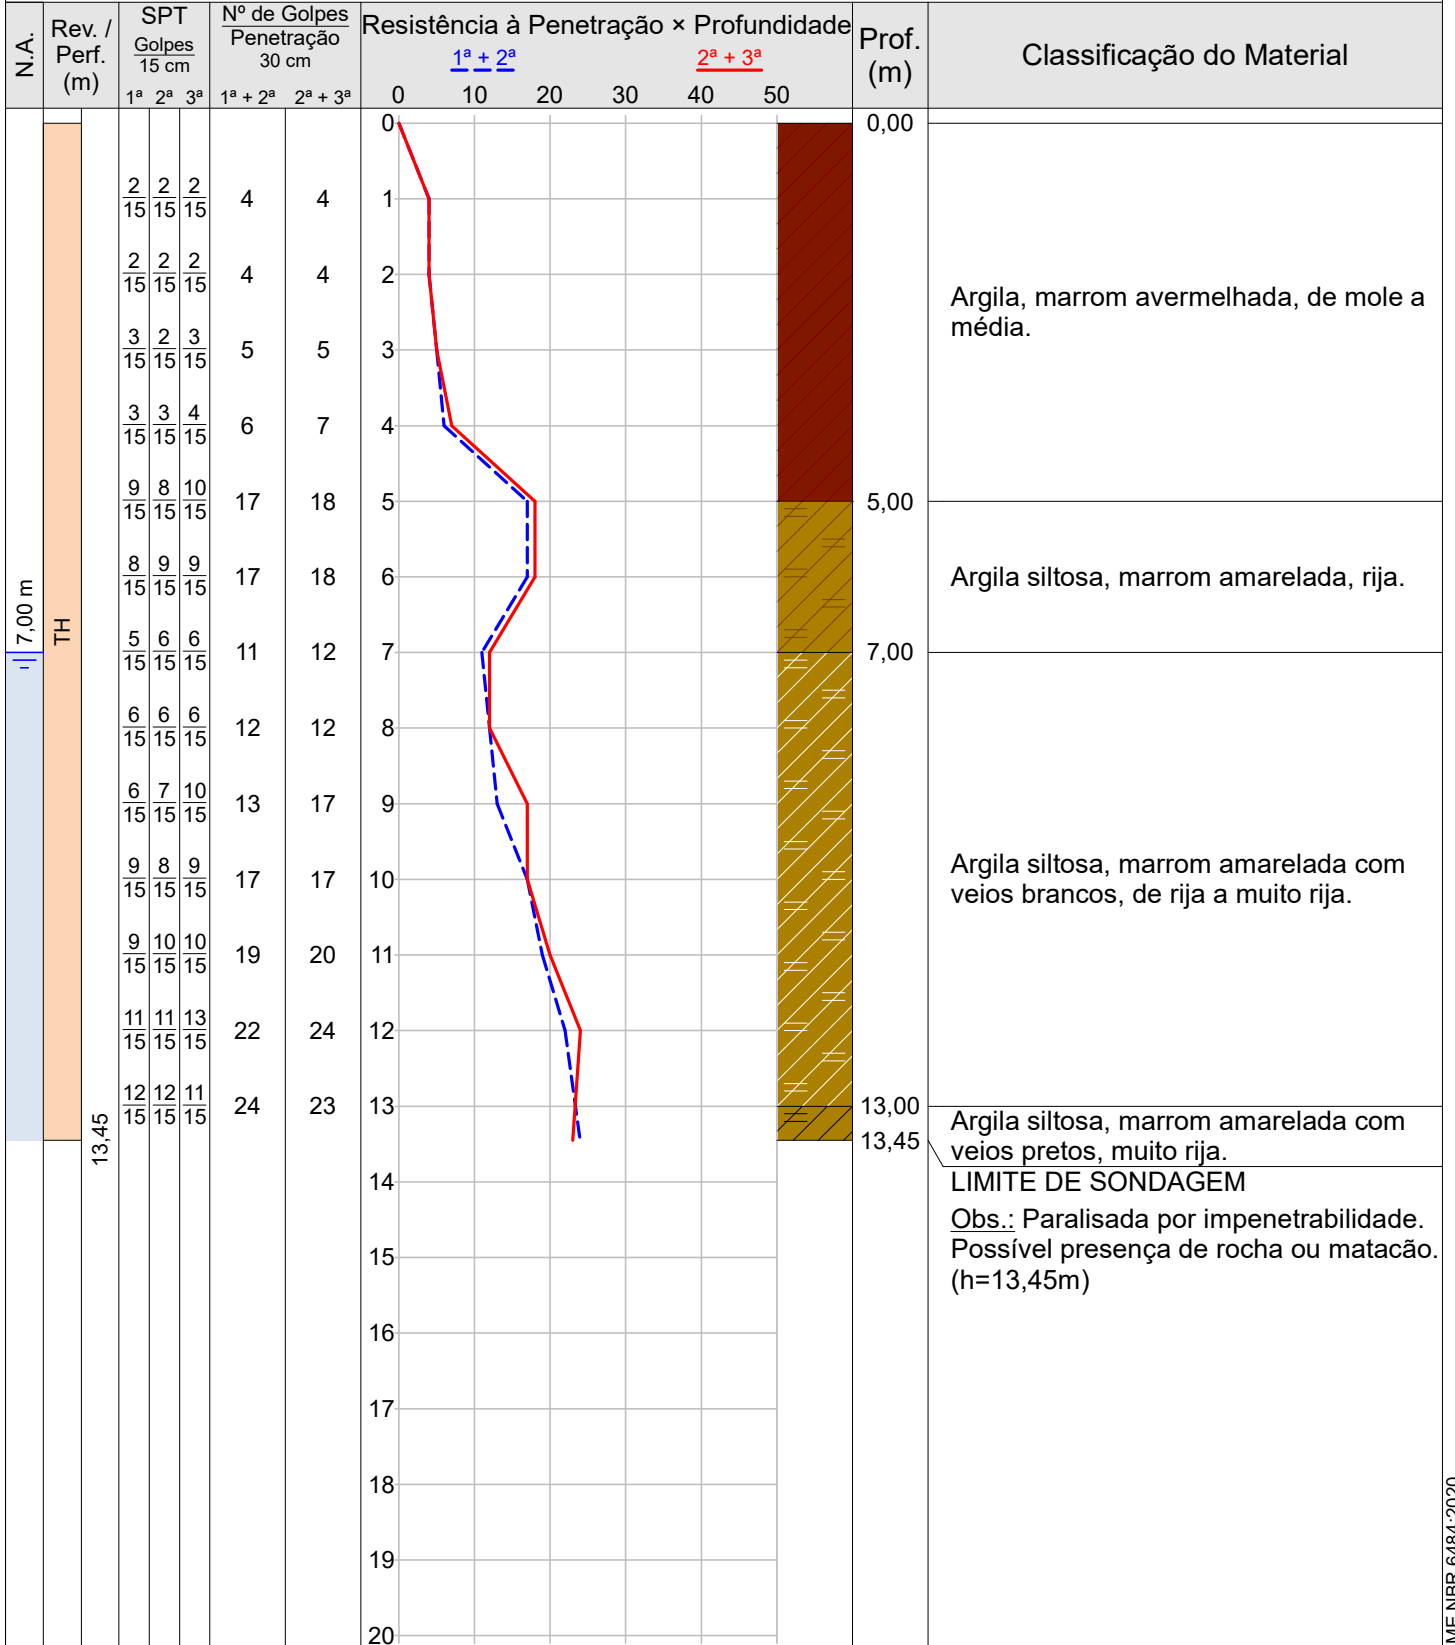 N.A.
Rev. /
Perf.
(m)
SPT
Golpes
15 cm
1ª 2ª 3ª
Nº de Golpes
Penetração
30 cm
1ª + 2ª 2ª + 3ª
Resistência à Penetração × Profundidade
1ª + 2ª 2ª + 3ª
0 10 20 30 40 50
Prof.
(m)
Classificação do Material
0 0,00
2 2 2
15 15 15
4 4 1
2 2 2
15 15 15
4 4 2
Argila, marrom avermelhada, de mole a
média.
3 2 3
15 15 15
5 5 3
3 3 4
15 15 15
6 7 4
9 8 10
15 15 15
17 18 5 5,00
8 9 9
15 15 15
17 18 6
Argila siltosa, marrom amarelada, rija.
7,00 m
TH
5 6 6
15 15 15
11 12 7 7,00
6 6 6
15 15 15
12 12 8
6 7 10
15 15 15
13 17 9
9 8 9
15 15 15
17 17 10
Argila siltosa, marrom amarelada com
veios brancos, de rija a muito rija.
9 10 10
15 15 15
19 20 11
11 11 13
15 15 15
22 24 12
12 12 11
15 15 15
24 23 13 13,00
13,45
Argila siltosa, marrom amarelada com
veios pretos, muito rija.
13,45
14
LIMITE DE SONDAGEM
Obs.: Paralisada por impenetrabilidade.
Possível presença de rocha ou matacão.
(h=13,45m)
15
16
17
18
19
20
ME NBR 6484:2020